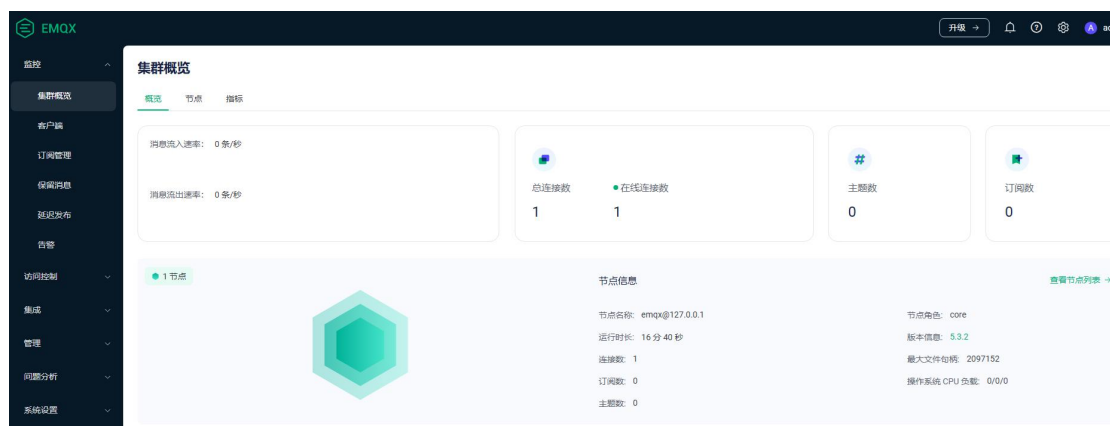 EMQX
升级 →
A
监控
集群概览
客户端
订阅管理
保留消息
延迟发布
告警
访问控制
集成
管理
问题分析
系统设置
集群概览
概览 节点 指标
消息流入速率: 0 条/秒
消息流出速率: 0 条/秒
总连接数 在线连接数
1 1
主题数
0
订阅数
0
1 节点
节点信息
查看节点列表 →
节点名称: emqx@127.0.0.1
运行时长: 16 分 40 秒
连接数: 1
订阅数: 0
主题数: 0
节点角色: core
版本信息: 5.3.2
最大文件句柄: 2097152
操作系统 CPU 负载: 0/0/0